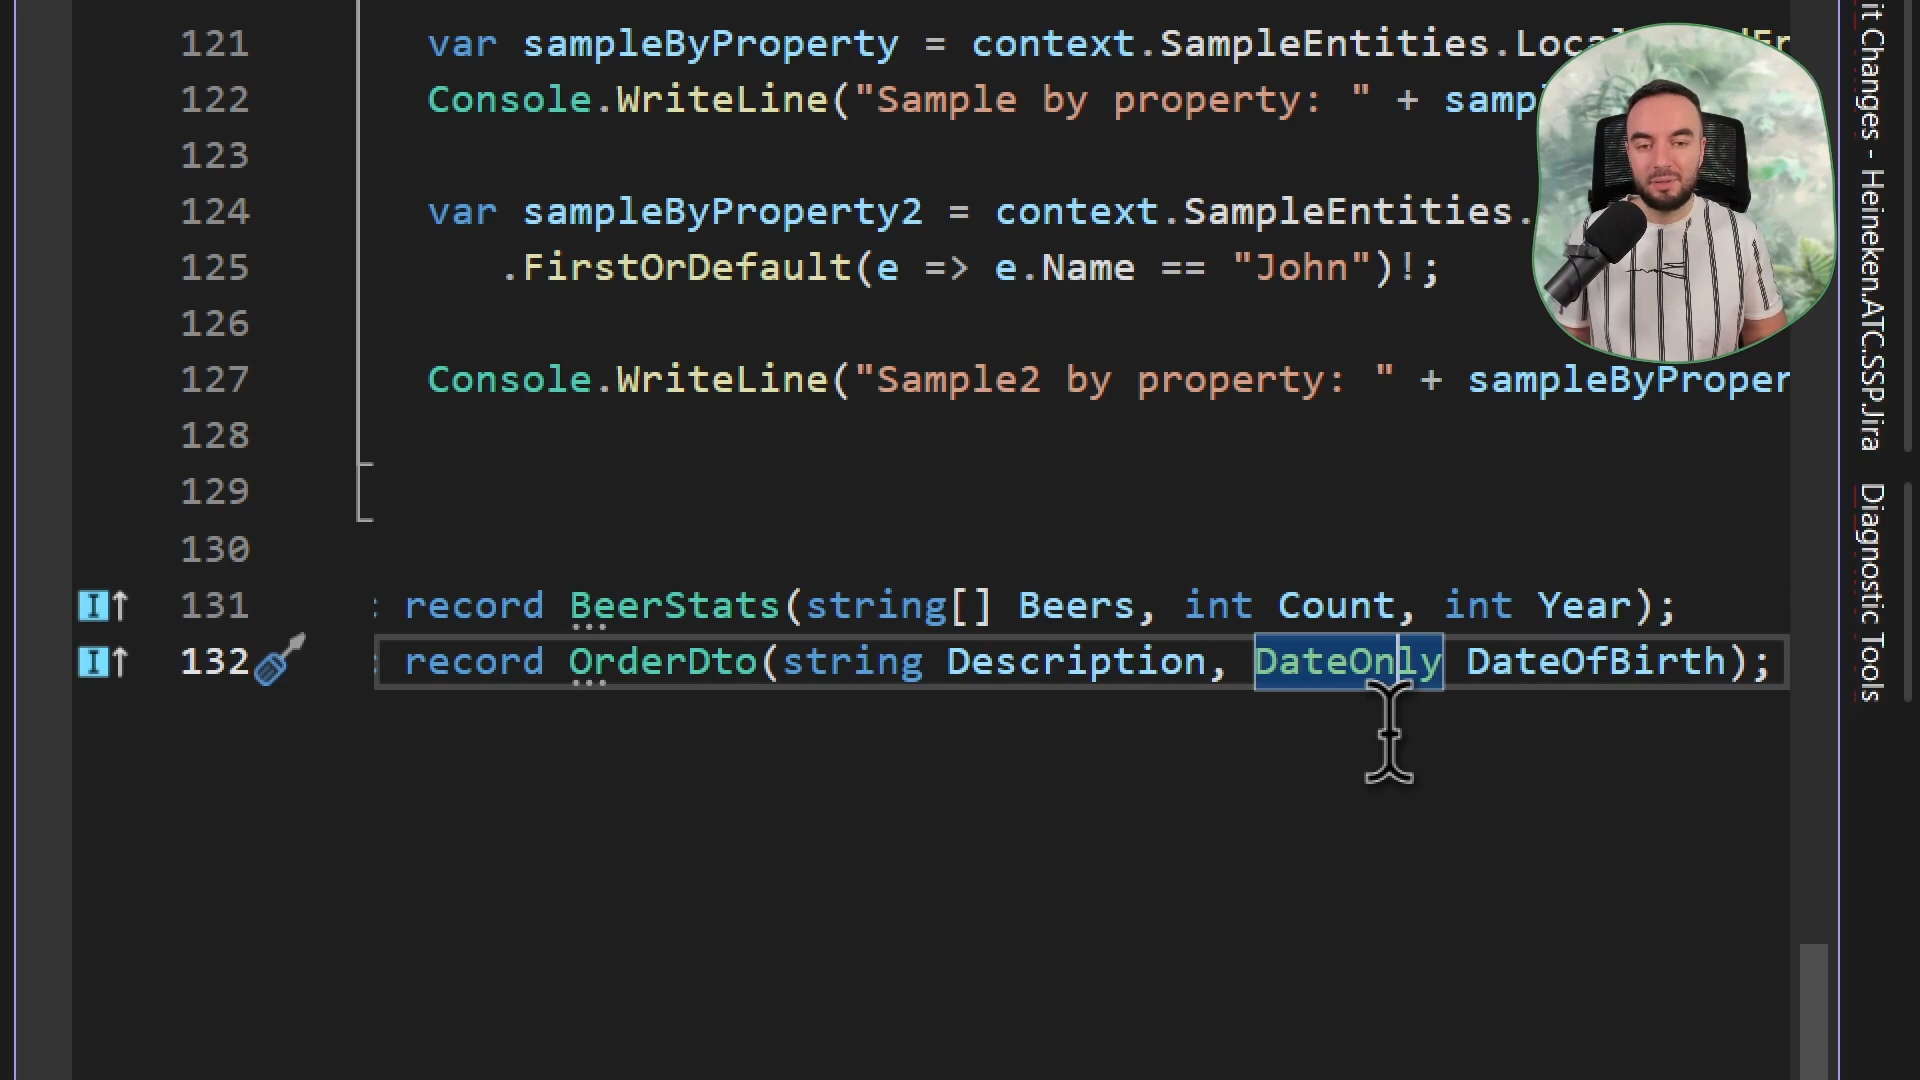 121 var sampleByProperty = context.SampleEntities.Local
122 Console.WriteLine("Sample by property: " + samp
123
124 var sampleByProperty2 = context.SampleEntities.
125 .FirstOrDefault(e => e.Name == "John")!;
126
127 Console.WriteLine("Sample2 by property: " + sampleByProper
128
129
130
131 record BeerStats(string[] Beers, int Count, int Year);
132 record OrderDto(string Description, DateOnly DateOfBirth);
it Changes - Heineken.ATC.SSP.Jira
Diagnostic Tools